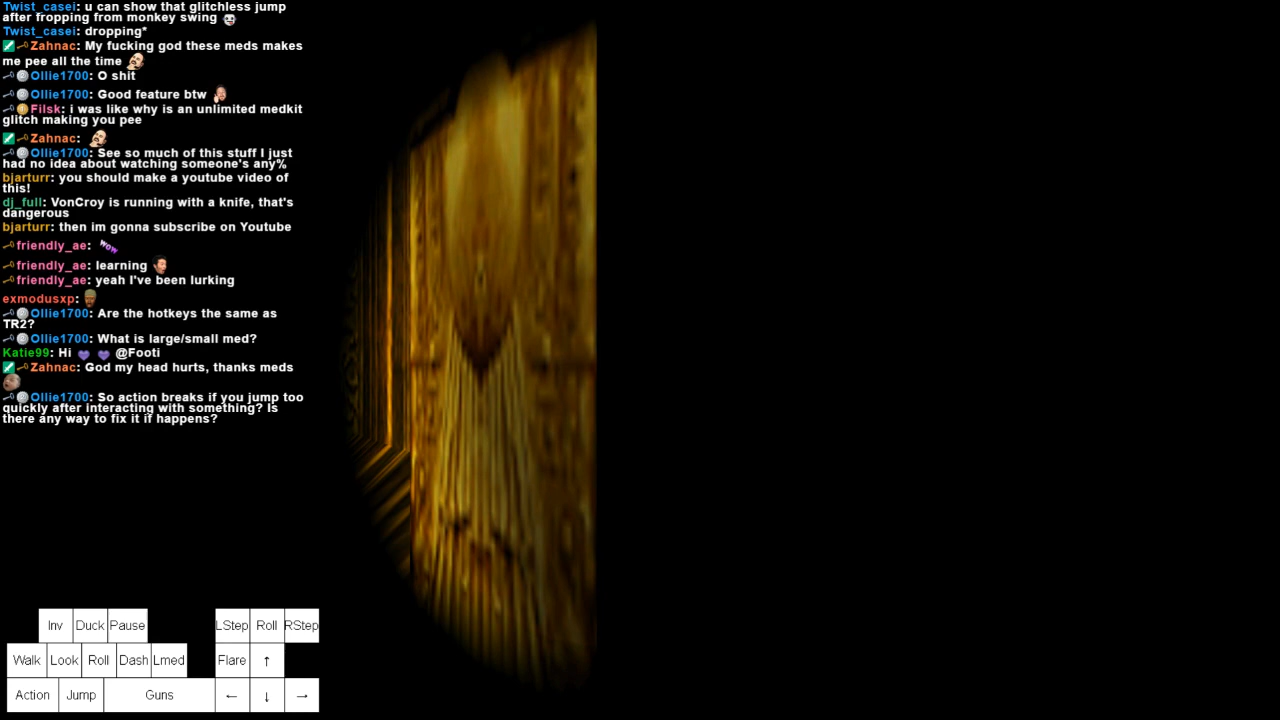 Twist_casei: u can show that glitchless jump
after fropping from monkey swing
Twist_casei: dropping*
Zahnac: My fucking god these meds makes
me pee all the time
Ollie1700: O shit
Ollie1700: Good feature btw
Filsk: i was like why is an unlimited medkit
glitch making you pee
Zahnac:
Ollie1700: See so much of this stuff I just
had no idea about watching someone's any%
bjarturr: you should make a youtube video of
this!
dj_full: VonCroy is running with a knife, that's
dangerous
bjarturr: then im gonna subscribe on Youtube
friendly_ae: WOW
friendly_ae: learning
friendly_ae: yeah I've been lurking
exmodusxp:
Ollie1700: Are the hotkeys the same as
TR2?
Ollie1700: What is large/small med?
Katie99: Hi @Footi
Zahnac: God my head hurts, thanks meds
Ollie1700: So action breaks if you jump too
quickly after interacting with something? Is
there any way to fix it if happens?
Inv Duck Pause LStep Roll RStep
Walk Look Roll Dash Lmed Flare ↑
Action Jump Guns ← ↓ →